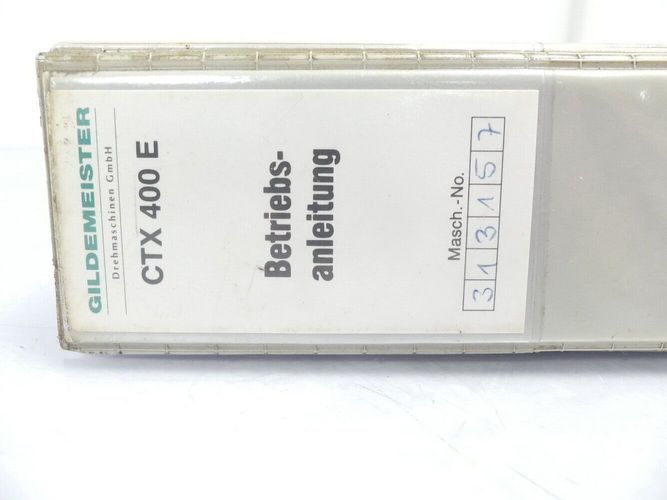 GILDEMEISTER
Drehmaschinen GmbH
CTX 400 E
Betriebs-
anleitung
Masch.-No.
313157